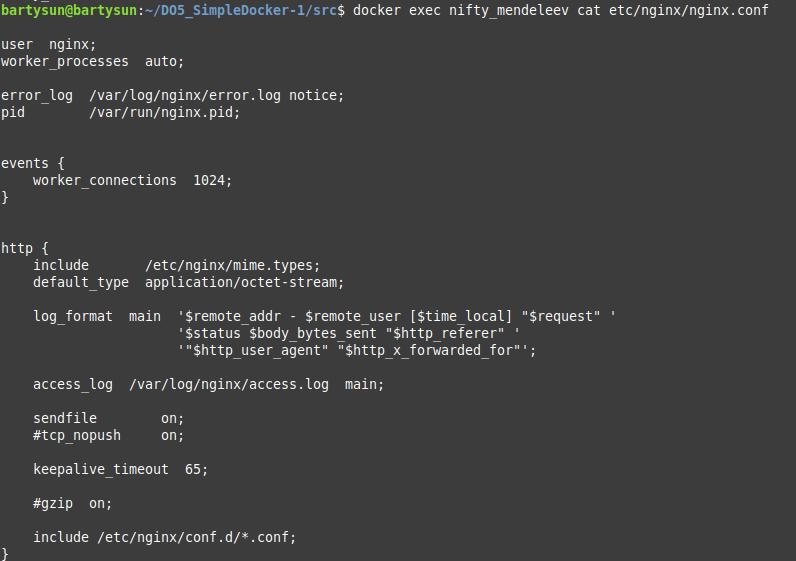 bartysun@bartysun:~/DO5_SimpleDocker-1/src$ docker exec nifty_mendeleev cat etc/nginx/nginx.conf

user  nginx;
worker_processes  auto;

error_log  /var/log/nginx/error.log notice;
pid        /var/run/nginx.pid;


events {
    worker_connections  1024;
}


http {
    include       /etc/nginx/mime.types;
    default_type  application/octet-stream;

    log_format  main  '$remote_addr - $remote_user [$time_local] "$request" '
                      '$status $body_bytes_sent "$http_referer" '
                      '"$http_user_agent" "$http_x_forwarded_for"';

    access_log  /var/log/nginx/access.log  main;

    sendfile        on;
    #tcp_nopush     on;

    keepalive_timeout  65;

    #gzip  on;

    include /etc/nginx/conf.d/*.conf;
}